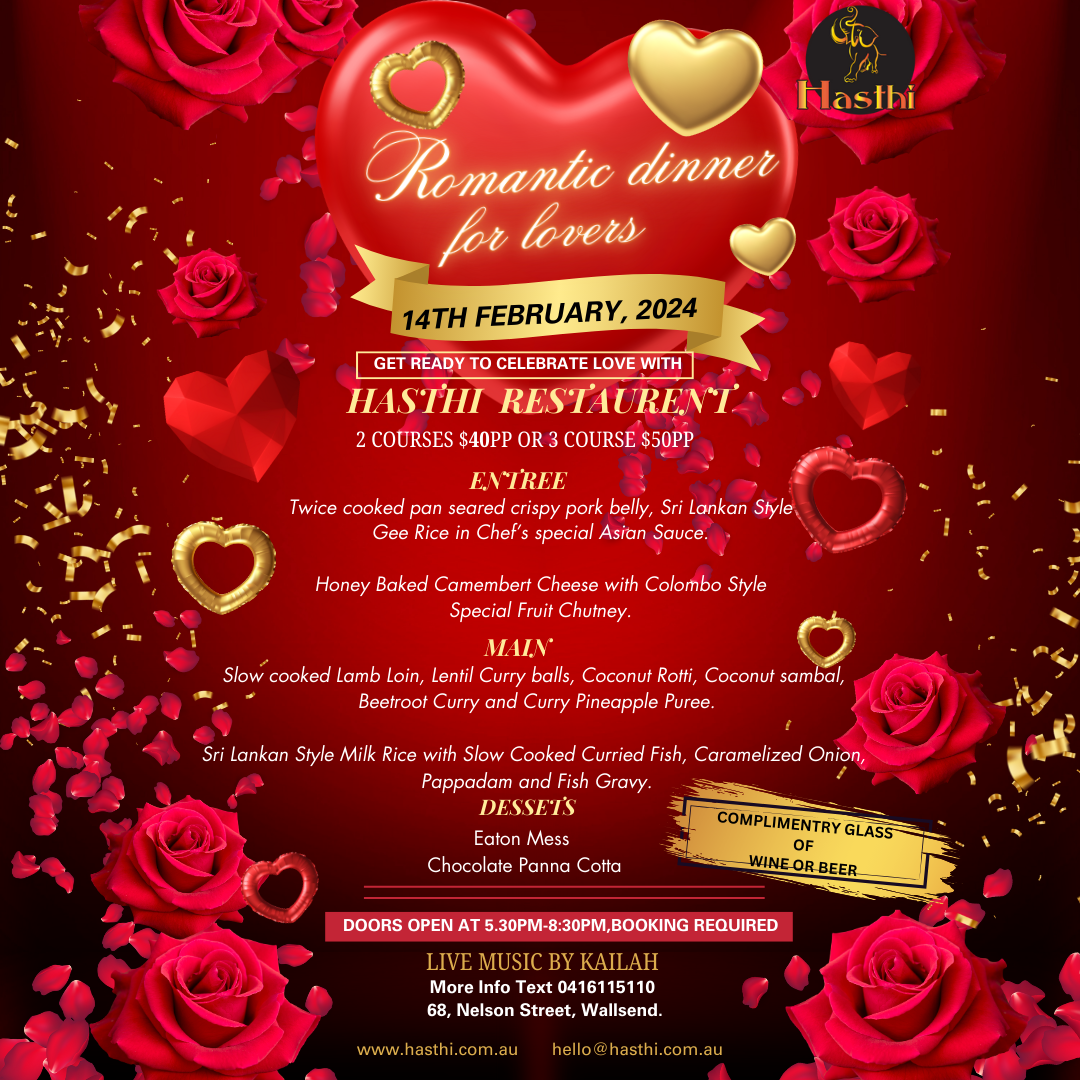 Hasthi
Romantic dinner
for lovers
14TH FEBRUARY, 2024
GET READY TO CELEBRATE LOVE WITH
HASTHI RESTAURENT
2 COURSES $40PP OR 3 COURSE $50PP
ENTREE
Twice cooked pan seared crispy pork belly, Sri Lankan Style
Gee Rice in Chef's special Asian Sauce.
Honey Baked Camembert Cheese with Colombo Style
Special Fruit Chutney.
MAIN
Slow cooked Lamb Loin, Lentil Curry balls, Coconut Rotti, Coconut sambal,
Beetroot Curry and Curry Pineapple Puree.
Sri Lankan Style Milk Rice with Slow Cooked Curried Fish, Caramelized Onion,
Pappadam and Fish Gravy.
DESSETS
Eaton Mess
Chocolate Panna Cotta
COMPLIMENTRY GLASS
OF
WINE OR BEER
DOORS OPEN AT 5.30PM-8:30PM,BOOKING REQUIRED
LIVE MUSIC BY KAILAH
More Info Text 0416115110
68, Nelson Street, Wallsend.
www.hasthi.com.au hello@hasthi.com.au